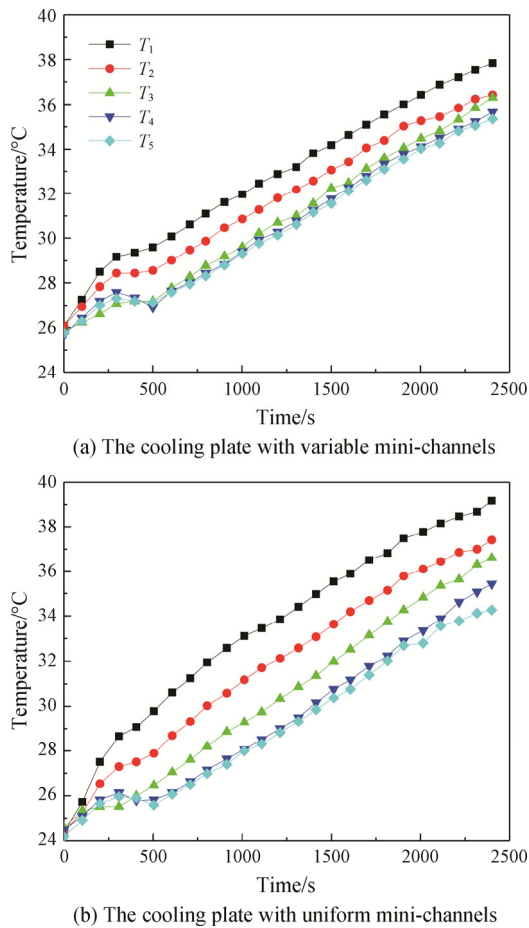 40
38
36
34
32
30
28
26
24
Temperature/°C
T1
T2
T3
T4
T5
0 500 1000 1500 2000 2500
Time/s
(a) The cooling plate with variable mini-channels
40
38
36
34
32
30
28
26
24
Temperature/°C
0 500 1000 1500 2000 2500
Time/s
(b) The cooling plate with uniform mini-channels